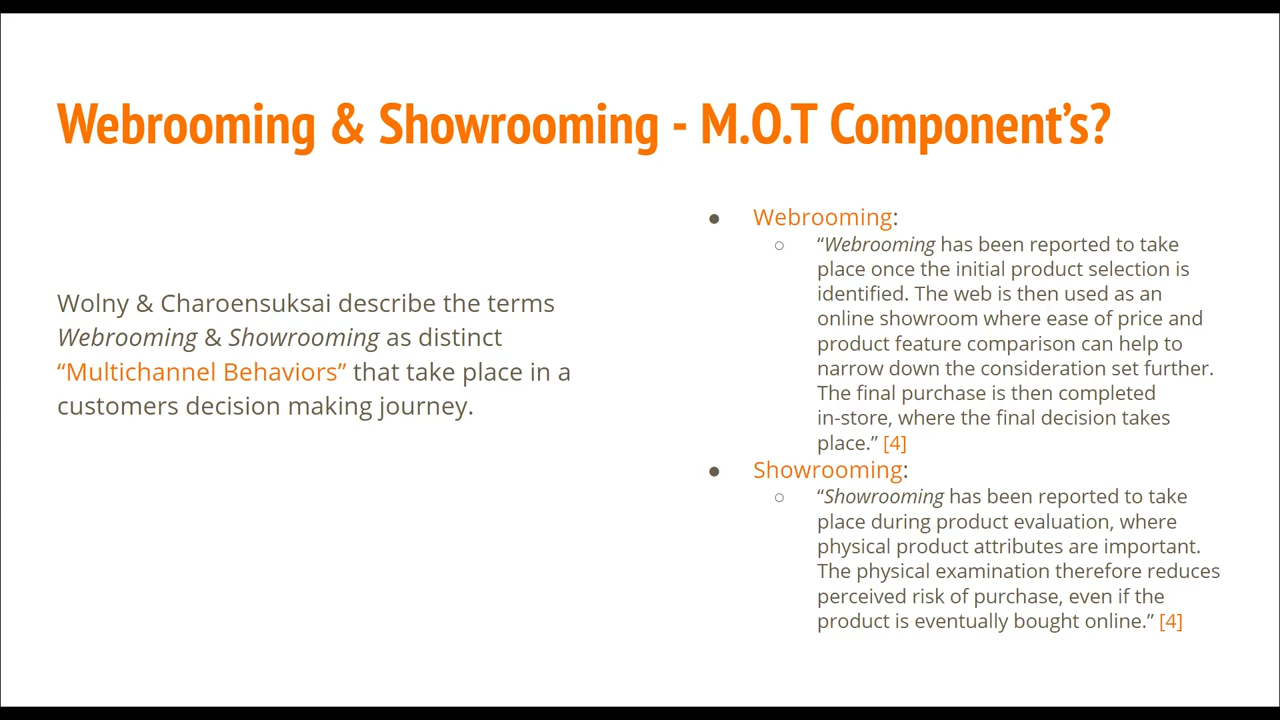 Webrooming & Showrooming - M.O.T Component's?
Wolny & Charoensuksai describe the terms
Webrooming & Showrooming as distinct
“Multichannel Behaviors” that take place in a
customers decision making journey.
● Webrooming:
○ “Webrooming has been reported to take
place once the initial product selection is
identified. The web is then used as an
online showroom where ease of price and
product feature comparison can help to
narrow down the consideration set further.
The final purchase is then completed
in-store, where the final decision takes
place.” [4]
● Showrooming:
○ “Showrooming has been reported to take
place during product evaluation, where
physical product attributes are important.
The physical examination therefore reduces
perceived risk of purchase, even if the
product is eventually bought online.” [4]